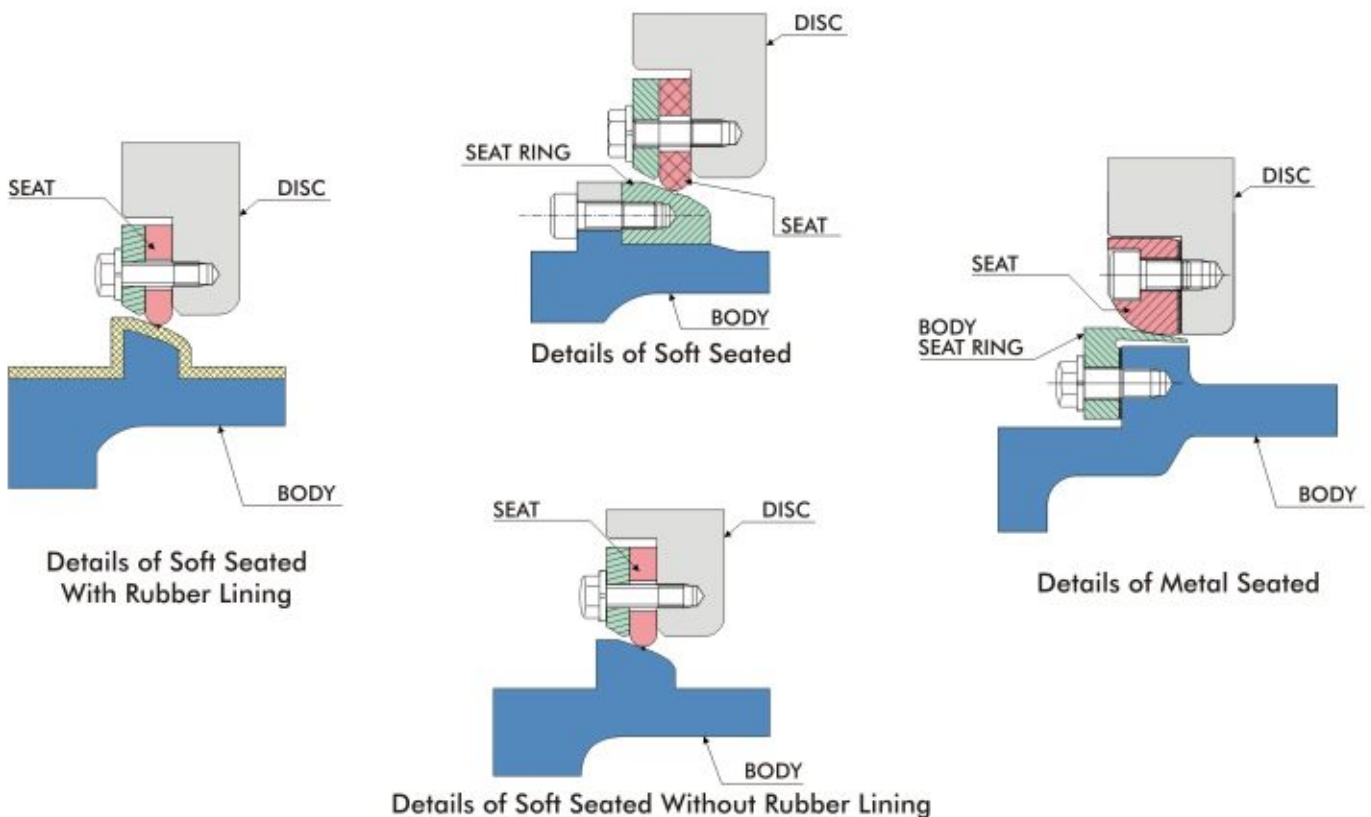 DISC
SEAT RING
SEAT
BODY
Details of Soft Seated
SEAT
DISC
BODY
Details of Soft Seated
With Rubber Lining
DISC
SEAT
BODY
SEAT RING
BODY
Details of Metal Seated
SEAT
DISC
BODY
Details of Soft Seated Without Rubber Lining